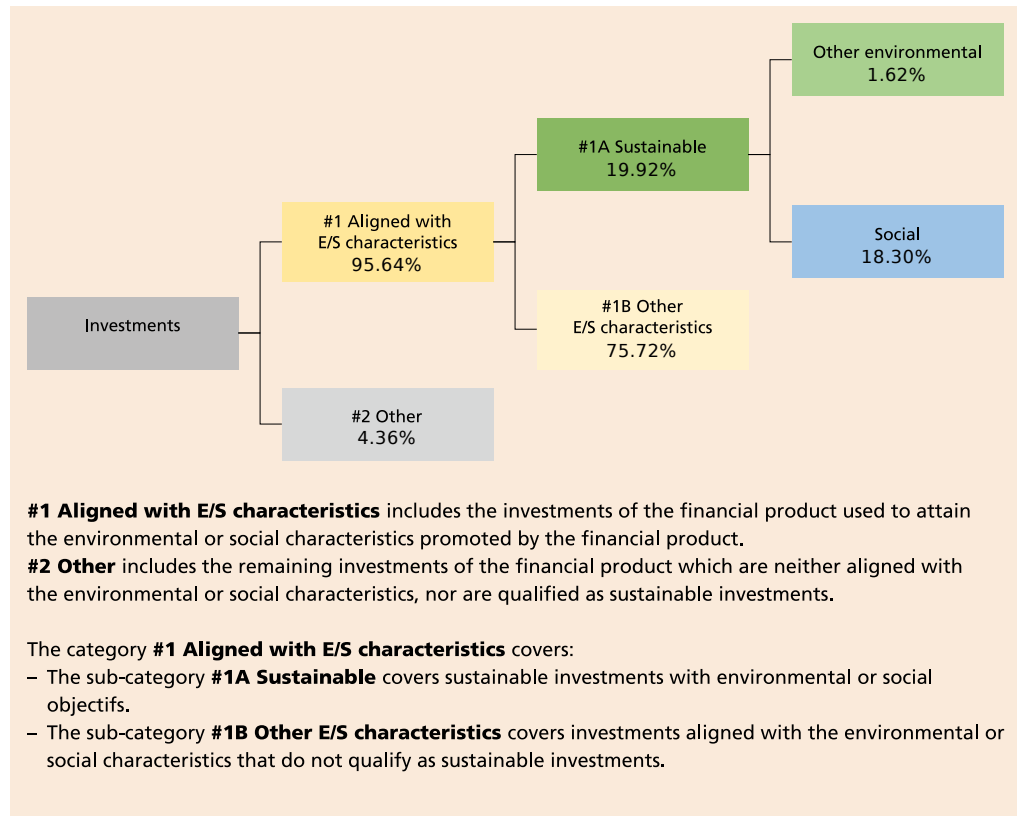 Other environmental
1.62%
#1A Sustainable
19.92%
#1 Aligned with
E/S characteristics
95.64%
Social
18.30%
Investments
#1B Other
E/S characteristics
75.72%
#2 Other
4.36%
#1 Aligned with E/S characteristics includes the investments of the financial product used to attain
the environmental or social characteristics promoted by the financial product.
#2 Other includes the remaining investments of the financial product which are neither aligned with
the environmental or social characteristics, nor are qualified as sustainable investments.
The category #1 Aligned with E/S characteristics covers:
– The sub-category #1A Sustainable covers sustainable investments with environmental or social
objectifs.
– The sub-category #1B Other E/S characteristics covers investments aligned with the environmental or
social characteristics that do not qualify as sustainable investments.